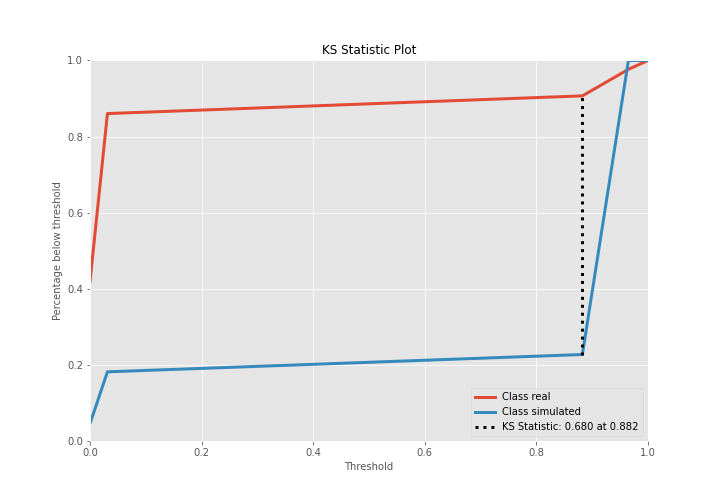 KS Statistic Plot
1.0
0.8
0.6
0.4
0.2
0.0
Percentage below threshold
0.0 0.2 0.4 0.6 0.8 1.0
Threshold
Class real
Class simulated
KS Statistic: 0.680 at 0.882